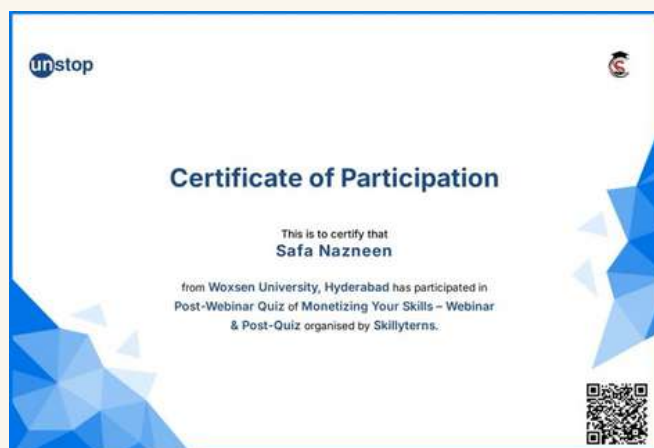 unstop
Certificate of Participation
This is to certify that
Safa Nazneen
from Woxsen University, Hyderabad has participated in
Post-Webinar Quiz of Monetizing Your Skills – Webinar
& Post-Quiz organised by Skillyterns.